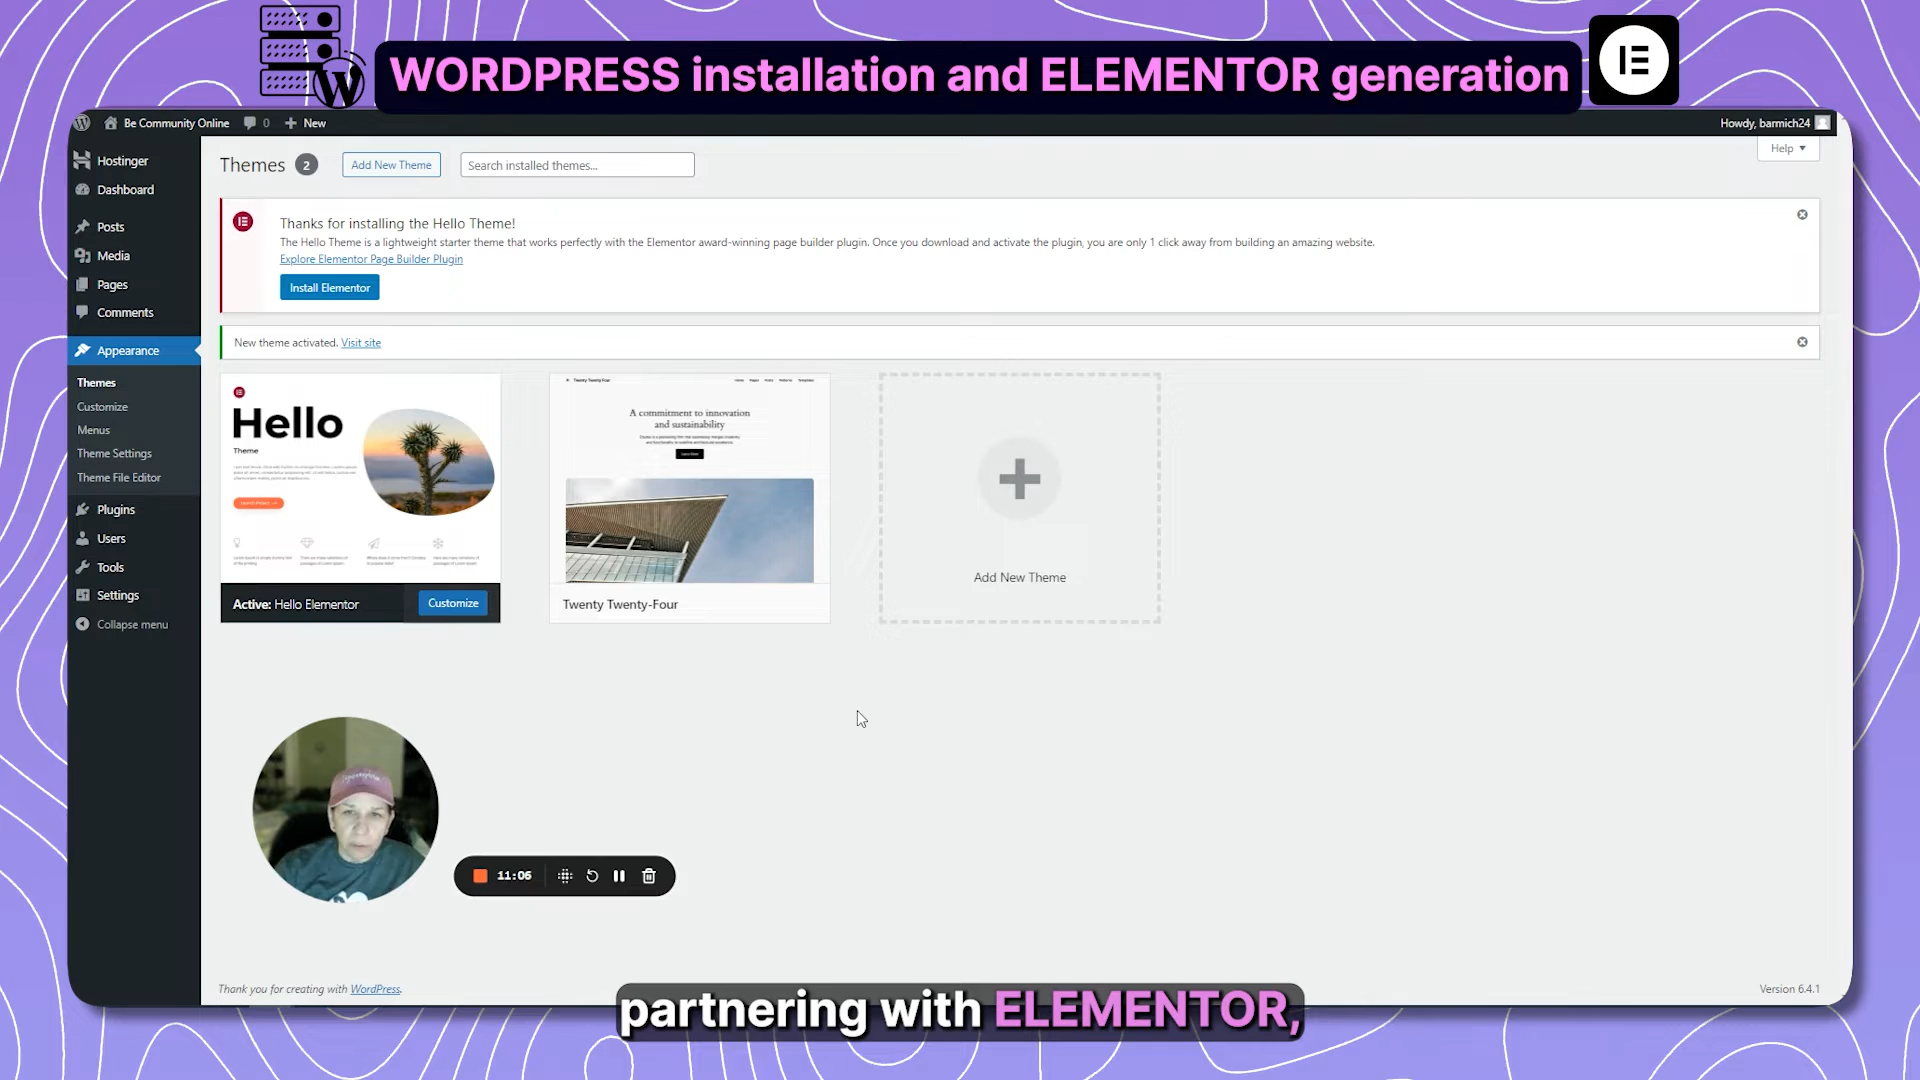 WORDPRESS installation and ELEMENTOR generation
Be Community Online 0 New
Howdy, barmich24
Help
Hostinger
Dashboard
Posts
Media
Pages
Comments
Appearance
Themes
Customize
Menus
Theme Settings
Theme File Editor
Plugins
Users
Tools
Settings
Collapse menu
Themes 2 Add New Theme Search installed themes...
Thanks for installing the Hello Theme!
The Hello Theme is a lightweight starter theme that works perfectly with the Elementor award-winning page builder plugin. Once you download and activate the plugin, you are only 1 click away from building an amazing website.
Explore Elementor Page Builder Plugin
Install Elementor
New theme activated. Visit site
Hello
Theme
Active: Hello Elementor Customize
Twenty Twenty-Four
A commitment to innovation
and sustainability
Twenty Twenty-Four
Add New Theme
11:06
Thank you for creating with WordPress.
Version 6.4.1
partnering with ELEMENTOR,